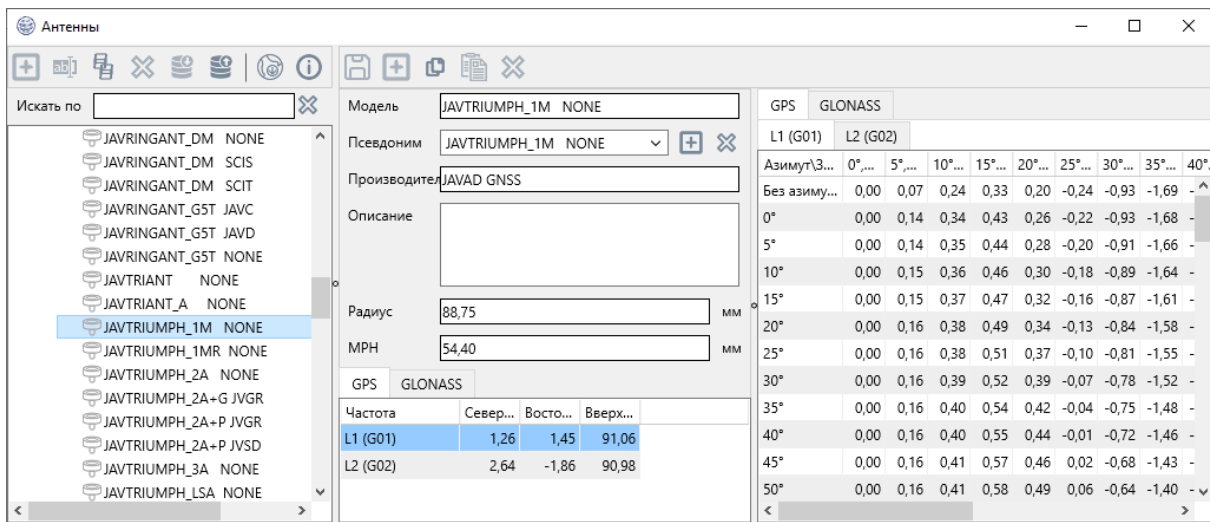 Антенны
Искать по
JAVRINGANT_DM NONE
JAVRINGANT_DM SCIS
JAVRINGANT_DM SCIT
JAVRINGANT_G5T JAVC
JAVRINGANT_G5T JAVD
JAVRINGANT_G5T NONE
JAVTRIANT NONE
JAVTRIANT_A NONE
JAVTRIUMPH_1M NONE
JAVTRIUMPH_1MR NONE
JAVTRIUMPH_2A NONE
JAVTRIUMPH_2A+G JVGR
JAVTRIUMPH_2A+P JVGR
JAVTRIUMPH_2A+P JVSD
JAVTRIUMPH_3A NONE
JAVTRIUMPH_LSA NONE
Модель JAVTRIUMPH_1M NONE
Псевдоним JAVTRIUMPH_1M NONE
Производител JAVAD GNSS
Описание
Радиус 88,75 мм
MPH 54,40 мм
GPS GLONASS
Частота Север... Восто... Вверх...
L1 (G01) 1,26 1,45 91,06
L2 (G02) 2,64 -1,86 90,98
GPS GLONASS
L1 (G01) L2 (G02)
Азимут\З... 0°,... 5°,... 10°... 15°... 20°... 25°... 30°... 35°... 40°.
Без азиму... 0,00 0,07 0,24 0,33 0,20 -0,24 -0,93 -1,69 -
0° 0,00 0,14 0,34 0,43 0,26 -0,22 -0,93 -1,68 -
5° 0,00 0,14 0,35 0,44 0,28 -0,20 -0,91 -1,66 -
10° 0,00 0,15 0,36 0,46 0,30 -0,18 -0,89 -1,64 -
15° 0,00 0,15 0,37 0,47 0,32 -0,16 -0,87 -1,61 -
20° 0,00 0,16 0,38 0,49 0,34 -0,13 -0,84 -1,58 -
25° 0,00 0,16 0,38 0,51 0,37 -0,10 -0,81 -1,55 -
30° 0,00 0,16 0,39 0,52 0,39 -0,07 -0,78 -1,52 -
35° 0,00 0,16 0,40 0,54 0,42 -0,04 -0,75 -1,48 -
40° 0,00 0,16 0,40 0,55 0,44 -0,01 -0,72 -1,46 -
45° 0,00 0,16 0,41 0,57 0,46 0,02 -0,68 -1,43 -
50° 0,00 0,16 0,41 0,58 0,49 0,06 -0,64 -1,40 -